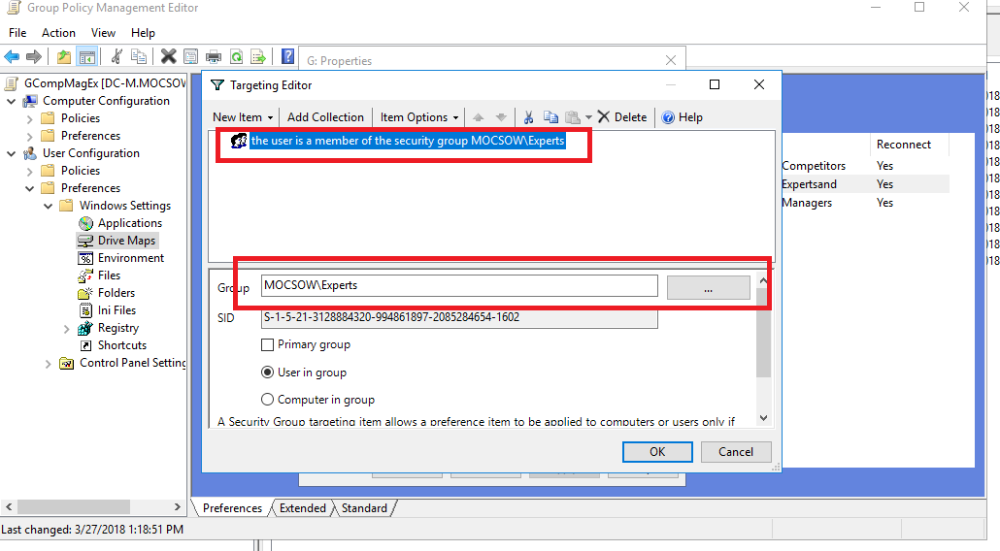 Group Policy Management Editor
File Action View Help
G: Properties
GCompMagEx [DC-M.MOCSOW
Computer Configuration
Policies
Preferences
User Configuration
Policies
Preferences
Windows Settings
Applications
Drive Maps
Environment
Files
Folders
Ini Files
Registry
Shortcuts
Control Panel Setting
Targeting Editor
New Item Add Collection Item Options Delete Help
the user is a member of the security group MOCSOW\Experts
Group MOCSOW\Experts ...
SID S-1-5-21-3128884320-994861897-2085284654-1602
Primary group
User in group
Computer in group
A Security Group targeting item allows a preference item to be applied to computers or users only if
OK Cancel
Reconnect
Competitors Yes
Expertsand Yes
Managers Yes
018
018
018
018
018
018
018
018
018
018
Preferences Extended Standard
Last changed: 3/27/2018 1:18:51 PM